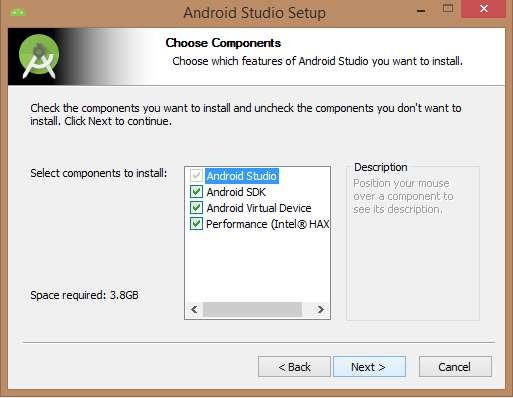 Android Studio Setup
Choose Components
Choose which features of Android Studio you want to install.
Check the components you want to install and uncheck the components you don't want to
install. Click Next to continue.
Select components to install:
Android Studio
Android SDK
Android Virtual Device
Performance (Intel® HAX
Description
Position your mouse
over a component to
see its description.
Space required: 3.8GB
< Back
Next >
Cancel